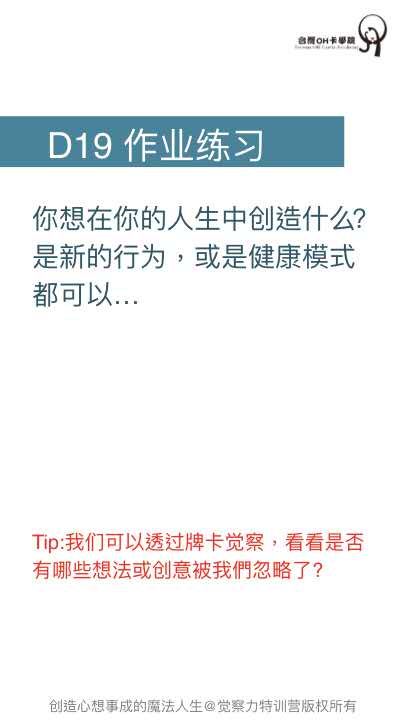 台灣OH卡學院
D19 作业练习
你想在你的人生中创造什么?
是新的行为，或是健康模式
都可以…
Tip:我们可以透过牌卡觉察，看看是否
有哪些想法或创意被我們忽略了?
创造心想事成的魔法人生@觉察力特训营版权所有